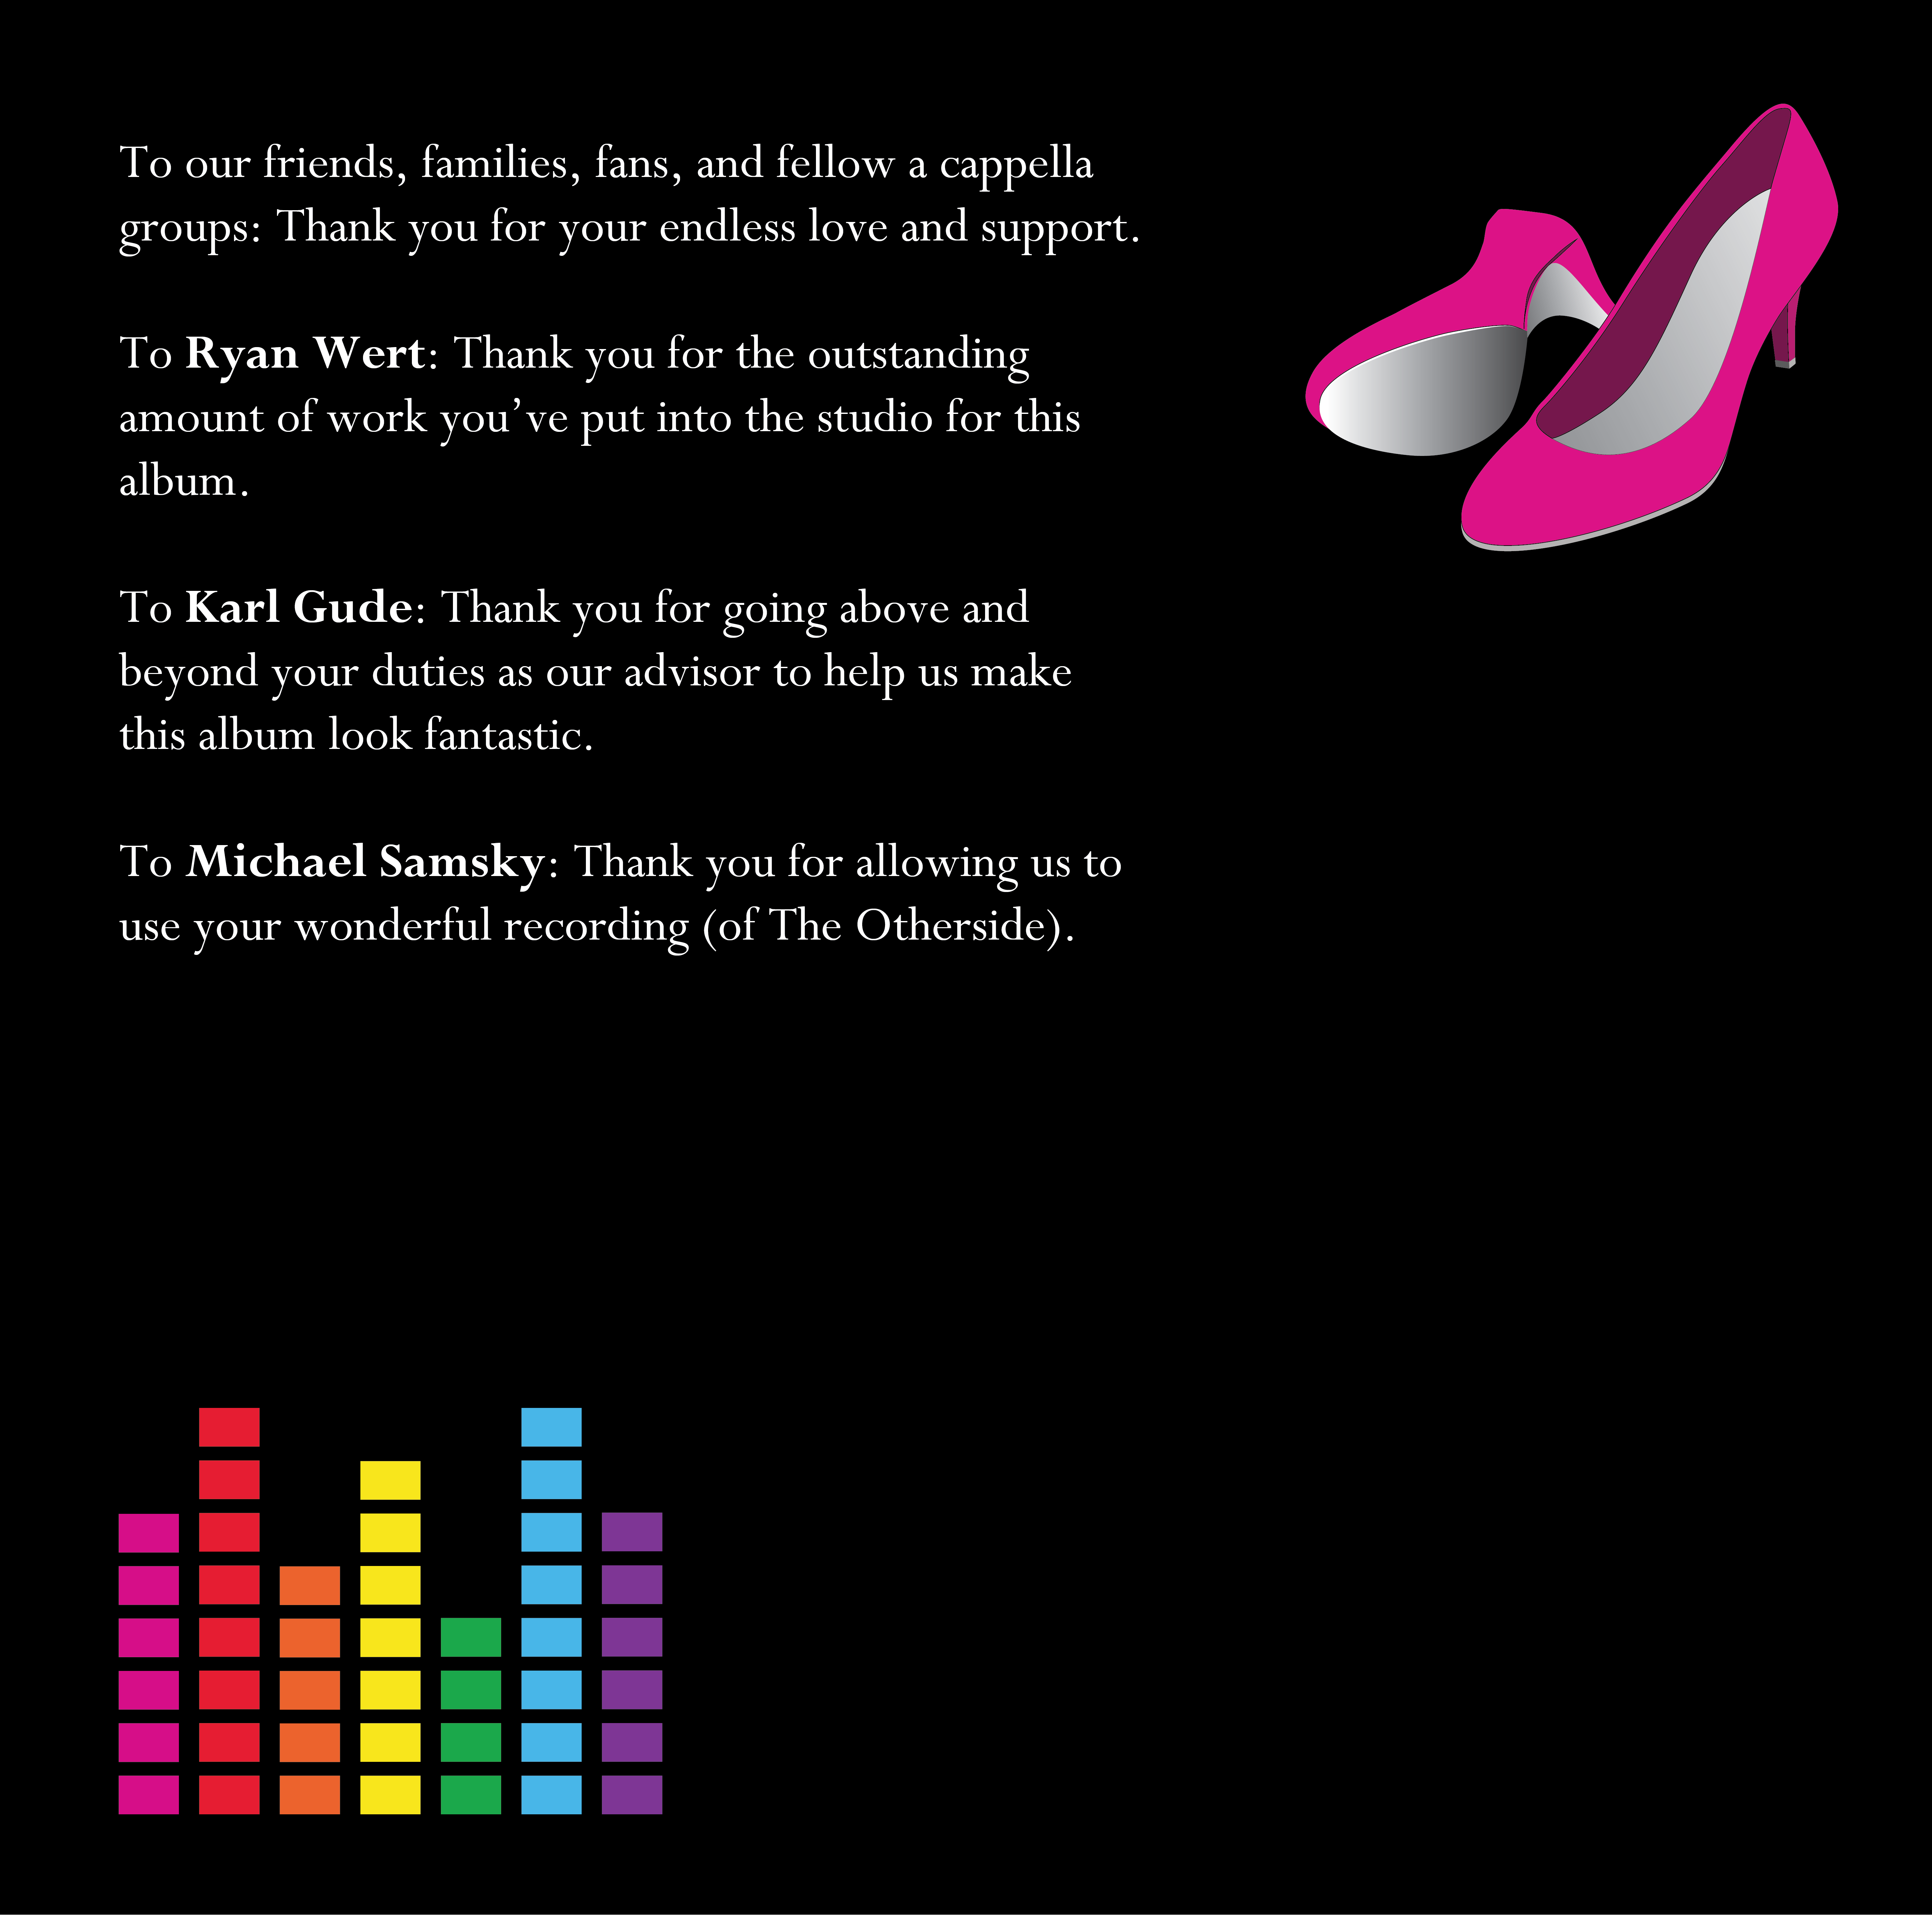 To our friends, families, fans, and fellow a cappella
groups: Thank you for your endless love and support.
To Ryan Wert: Thank you for the outstanding
amount of work you’ve put into the studio for this
album.
To Karl Gude: Thank you for going above and
beyond your duties as our advisor to help us make
this album look fantastic.
To Michael Samsky: Thank you for allowing us to
use your wonderful recording (of The Otherside).